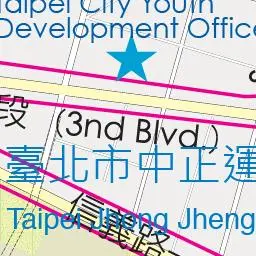 Taipei City Youth
Development Office
段 (3nd Blvd.)
臺北市中正運
Taipei Jhong Jheng
信義路